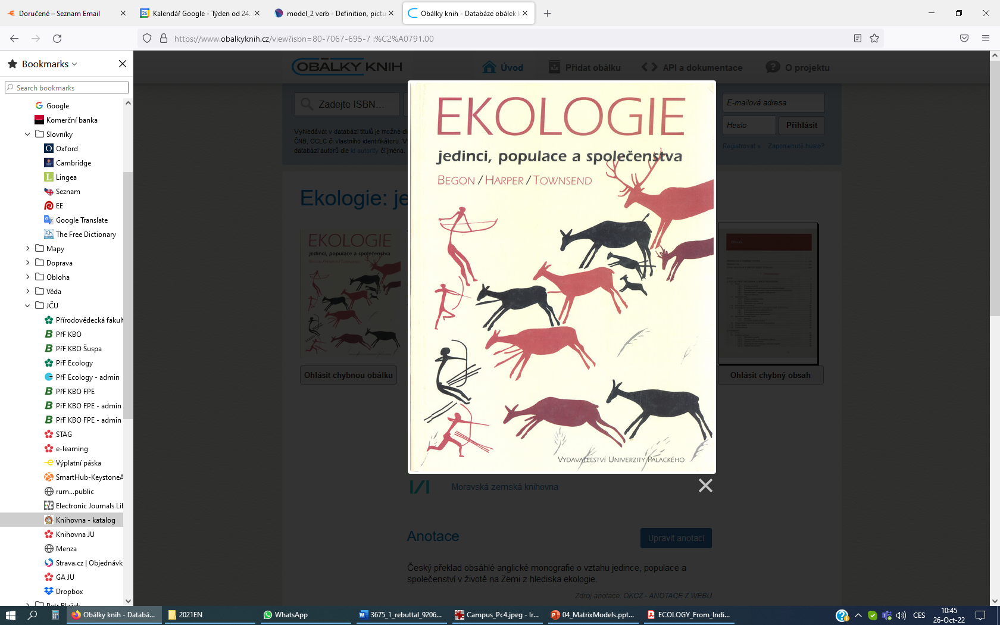 Doručené – Seznam Email
Kalendář Google - Týden od 24.
model_2 verb - Definition, pictu
Obálky knih - Databáze obálek k
https://www.obalkyknih.cz/view?isbn=80-7067-695-7 :%C2%A0791.00
Bookmarks
Search bookmarks
Google
Komerční banka
Slovníky
Oxford
Cambridge
Lingea
Seznam
EE
Google Translate
The Free Dictionary
Mapy
Doprava
Obloha
Věda
JČU
Přírodovědecká fakult
PřF KBO
PřF KBO Šuspa
PřF Ecology
PřF Ecology - admin
PřF KBO FPE
PřF KBO FPE - admin
PřF KBO FPE - admin
STAG
e-learning
Výplatní páska
SmartHub-KeystoneA
rum...public
Electronic Journals Lib
Knihovna - katalog
Knihovna JU
Menza
Strava.cz | Objednávk
GA JU
Dropbox
Petr Blažek
OBÁLKY KNIH
Úvod
Přidat obálku
API a dokumentace
O projektu
Zadejte ISBN...
Vyhledávat v databázi titulů je možné dl
ČNB, OCLC či vlastního identifikátoru. V
databázi autorů dle id autority či jména.
E-mailová adresa
Heslo
Přihlásit
Registrovat »
Zapomenuté heslo?
Ekologie: je
EKOLOGIE
jedinci, populace a společenstva
BEGON / HARPER / TOWNSEND
VYDAVATELSTVÍ UNIVERZITY PALACKÉHO
EKOLOGIE
jedinci, populace a společenstva
Ohlásit chybnou obálku
Ohlásit chybný obsah
Moravská zemská knihovna
Anotace
Upravit anotaci
Český překlad obsáhlé anglické monografie o vztahu jedince, populace a
společenství v životě na Zemi z hlediska ekologie.
Zdroj anotace: OKCZ - ANOTACE Z WEBU
Obálky knih - Databá...
2021EN
WhatsApp
3675_1_rebuttal_9206...
Campus_Pc4.jpeg - Ir...
04_MatrixModels.ppt...
ECOLOGY_From_Indi...
CES
10:45
26-Oct-22